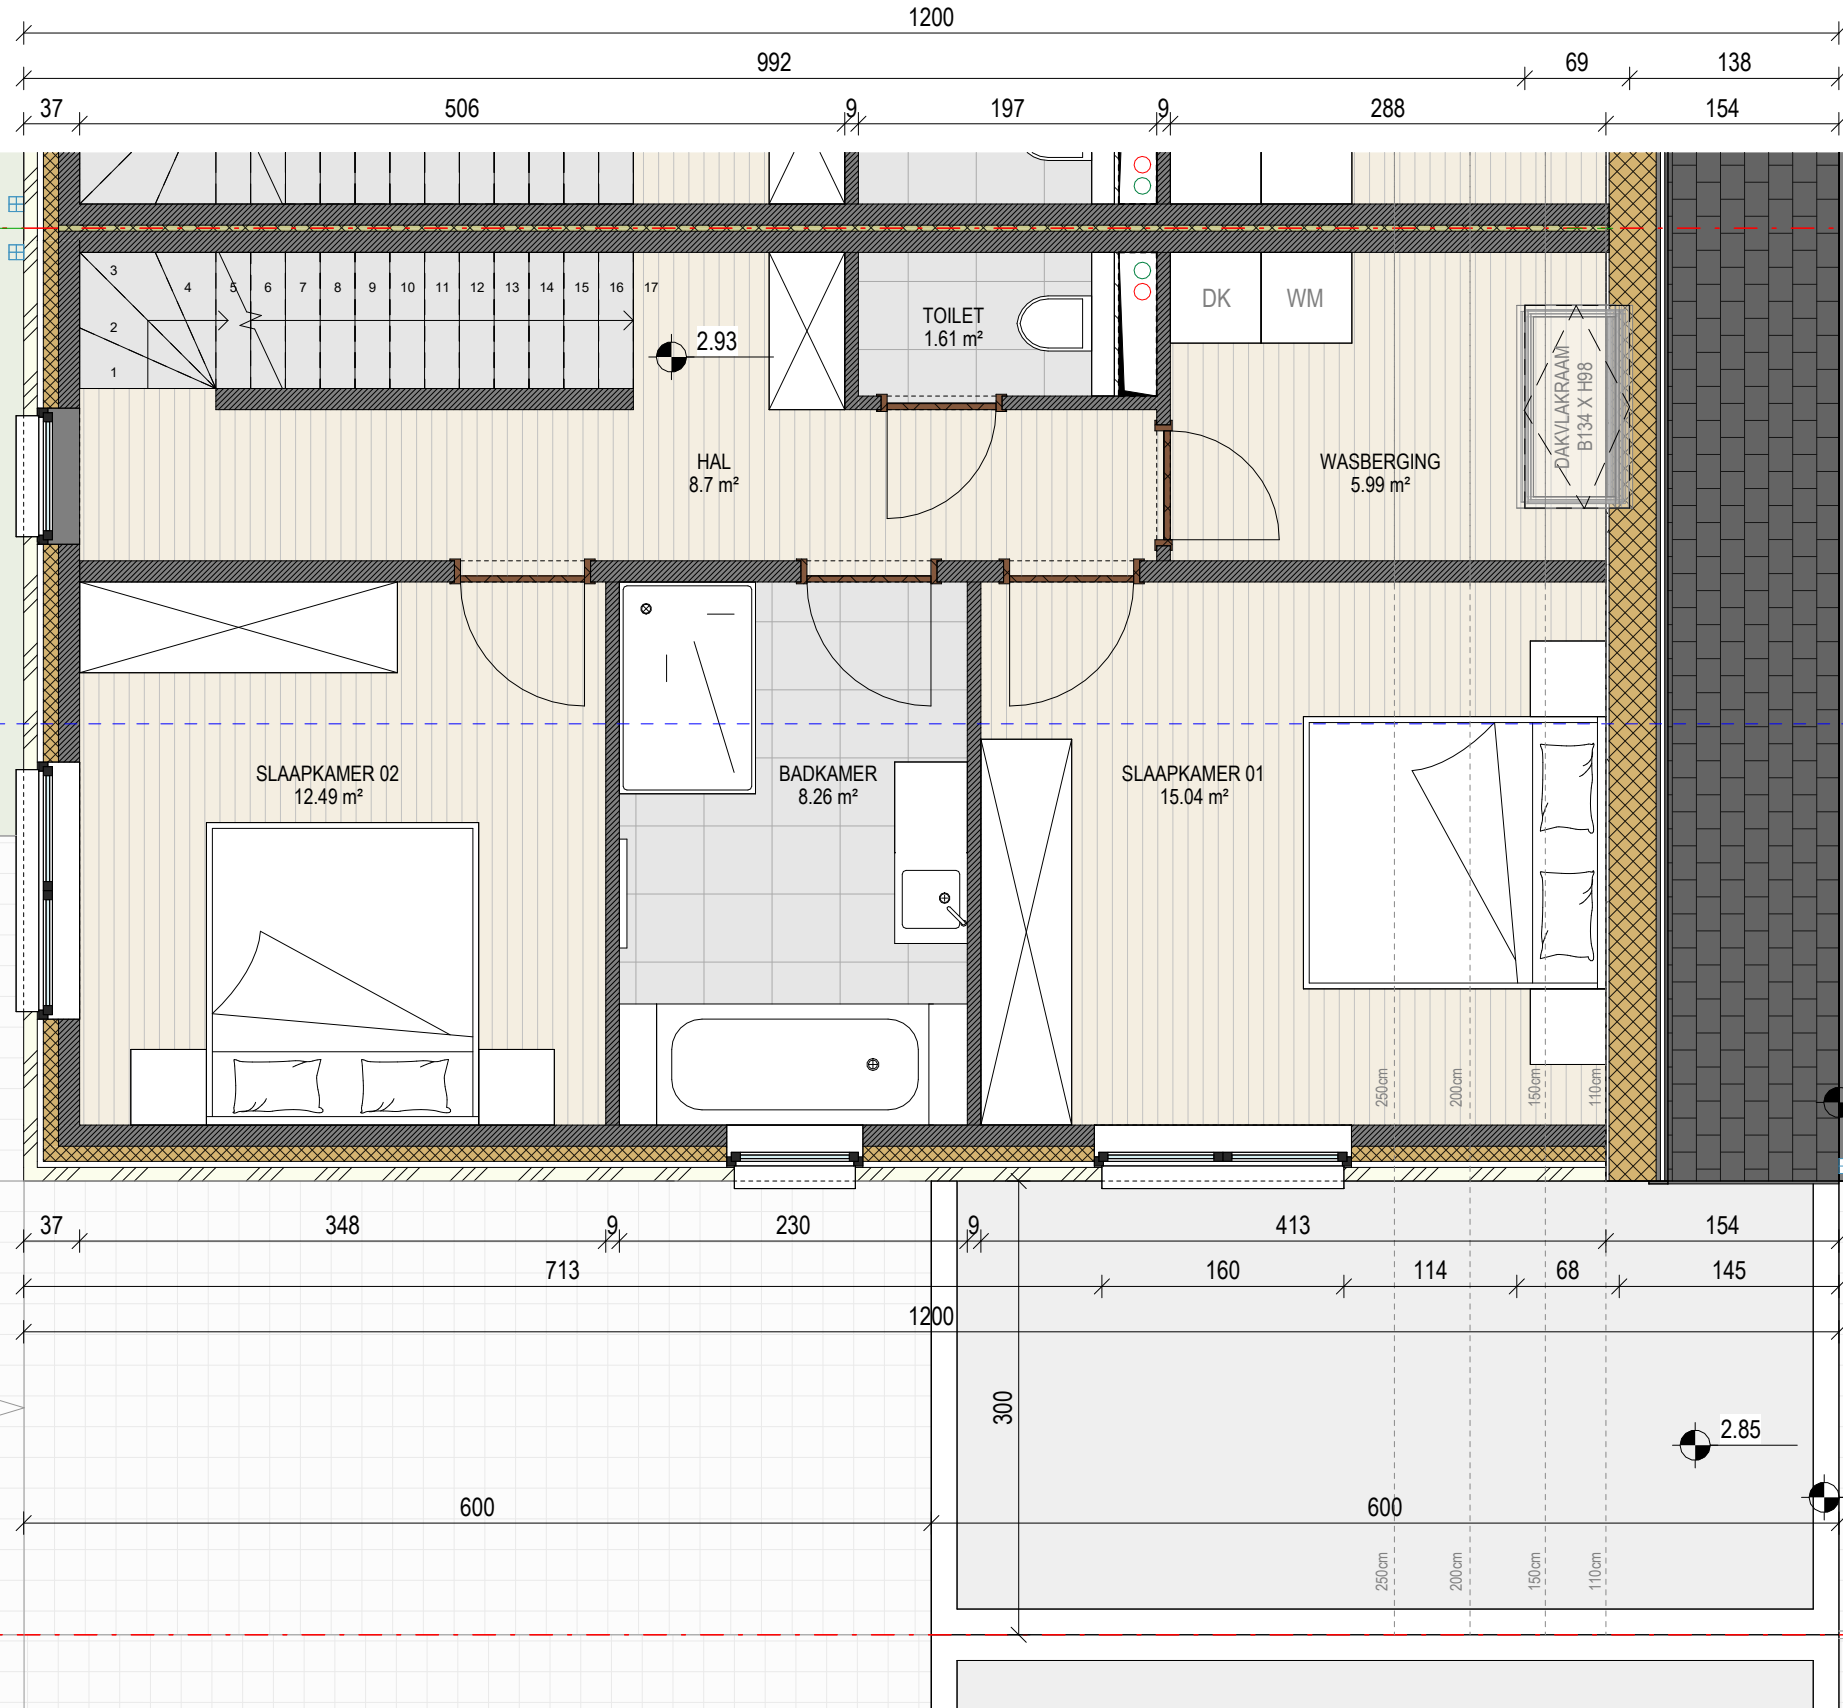 1200
992
69
138
37
506
9
197
9
288
154
3
4
5
6
7
8
9
10
11
12
13
14
15
16
17
2
1
2.93
TOILET
1.61 m²
DK
WM
DAKVLAKRAAM
B134 X H98
HAL
8.7 m²
WASBERGING
5.99 m²
SLAAPKAMER 02
12.49 m²
BADKAMER
8.26 m²
SLAAPKAMER 01
15.04 m²
250cm
200cm
150cm
110cm
37
348
9
230
9
413
154
713
160
114
68
145
1200
300
2.85
600
600
250cm
200cm
150cm
110cm